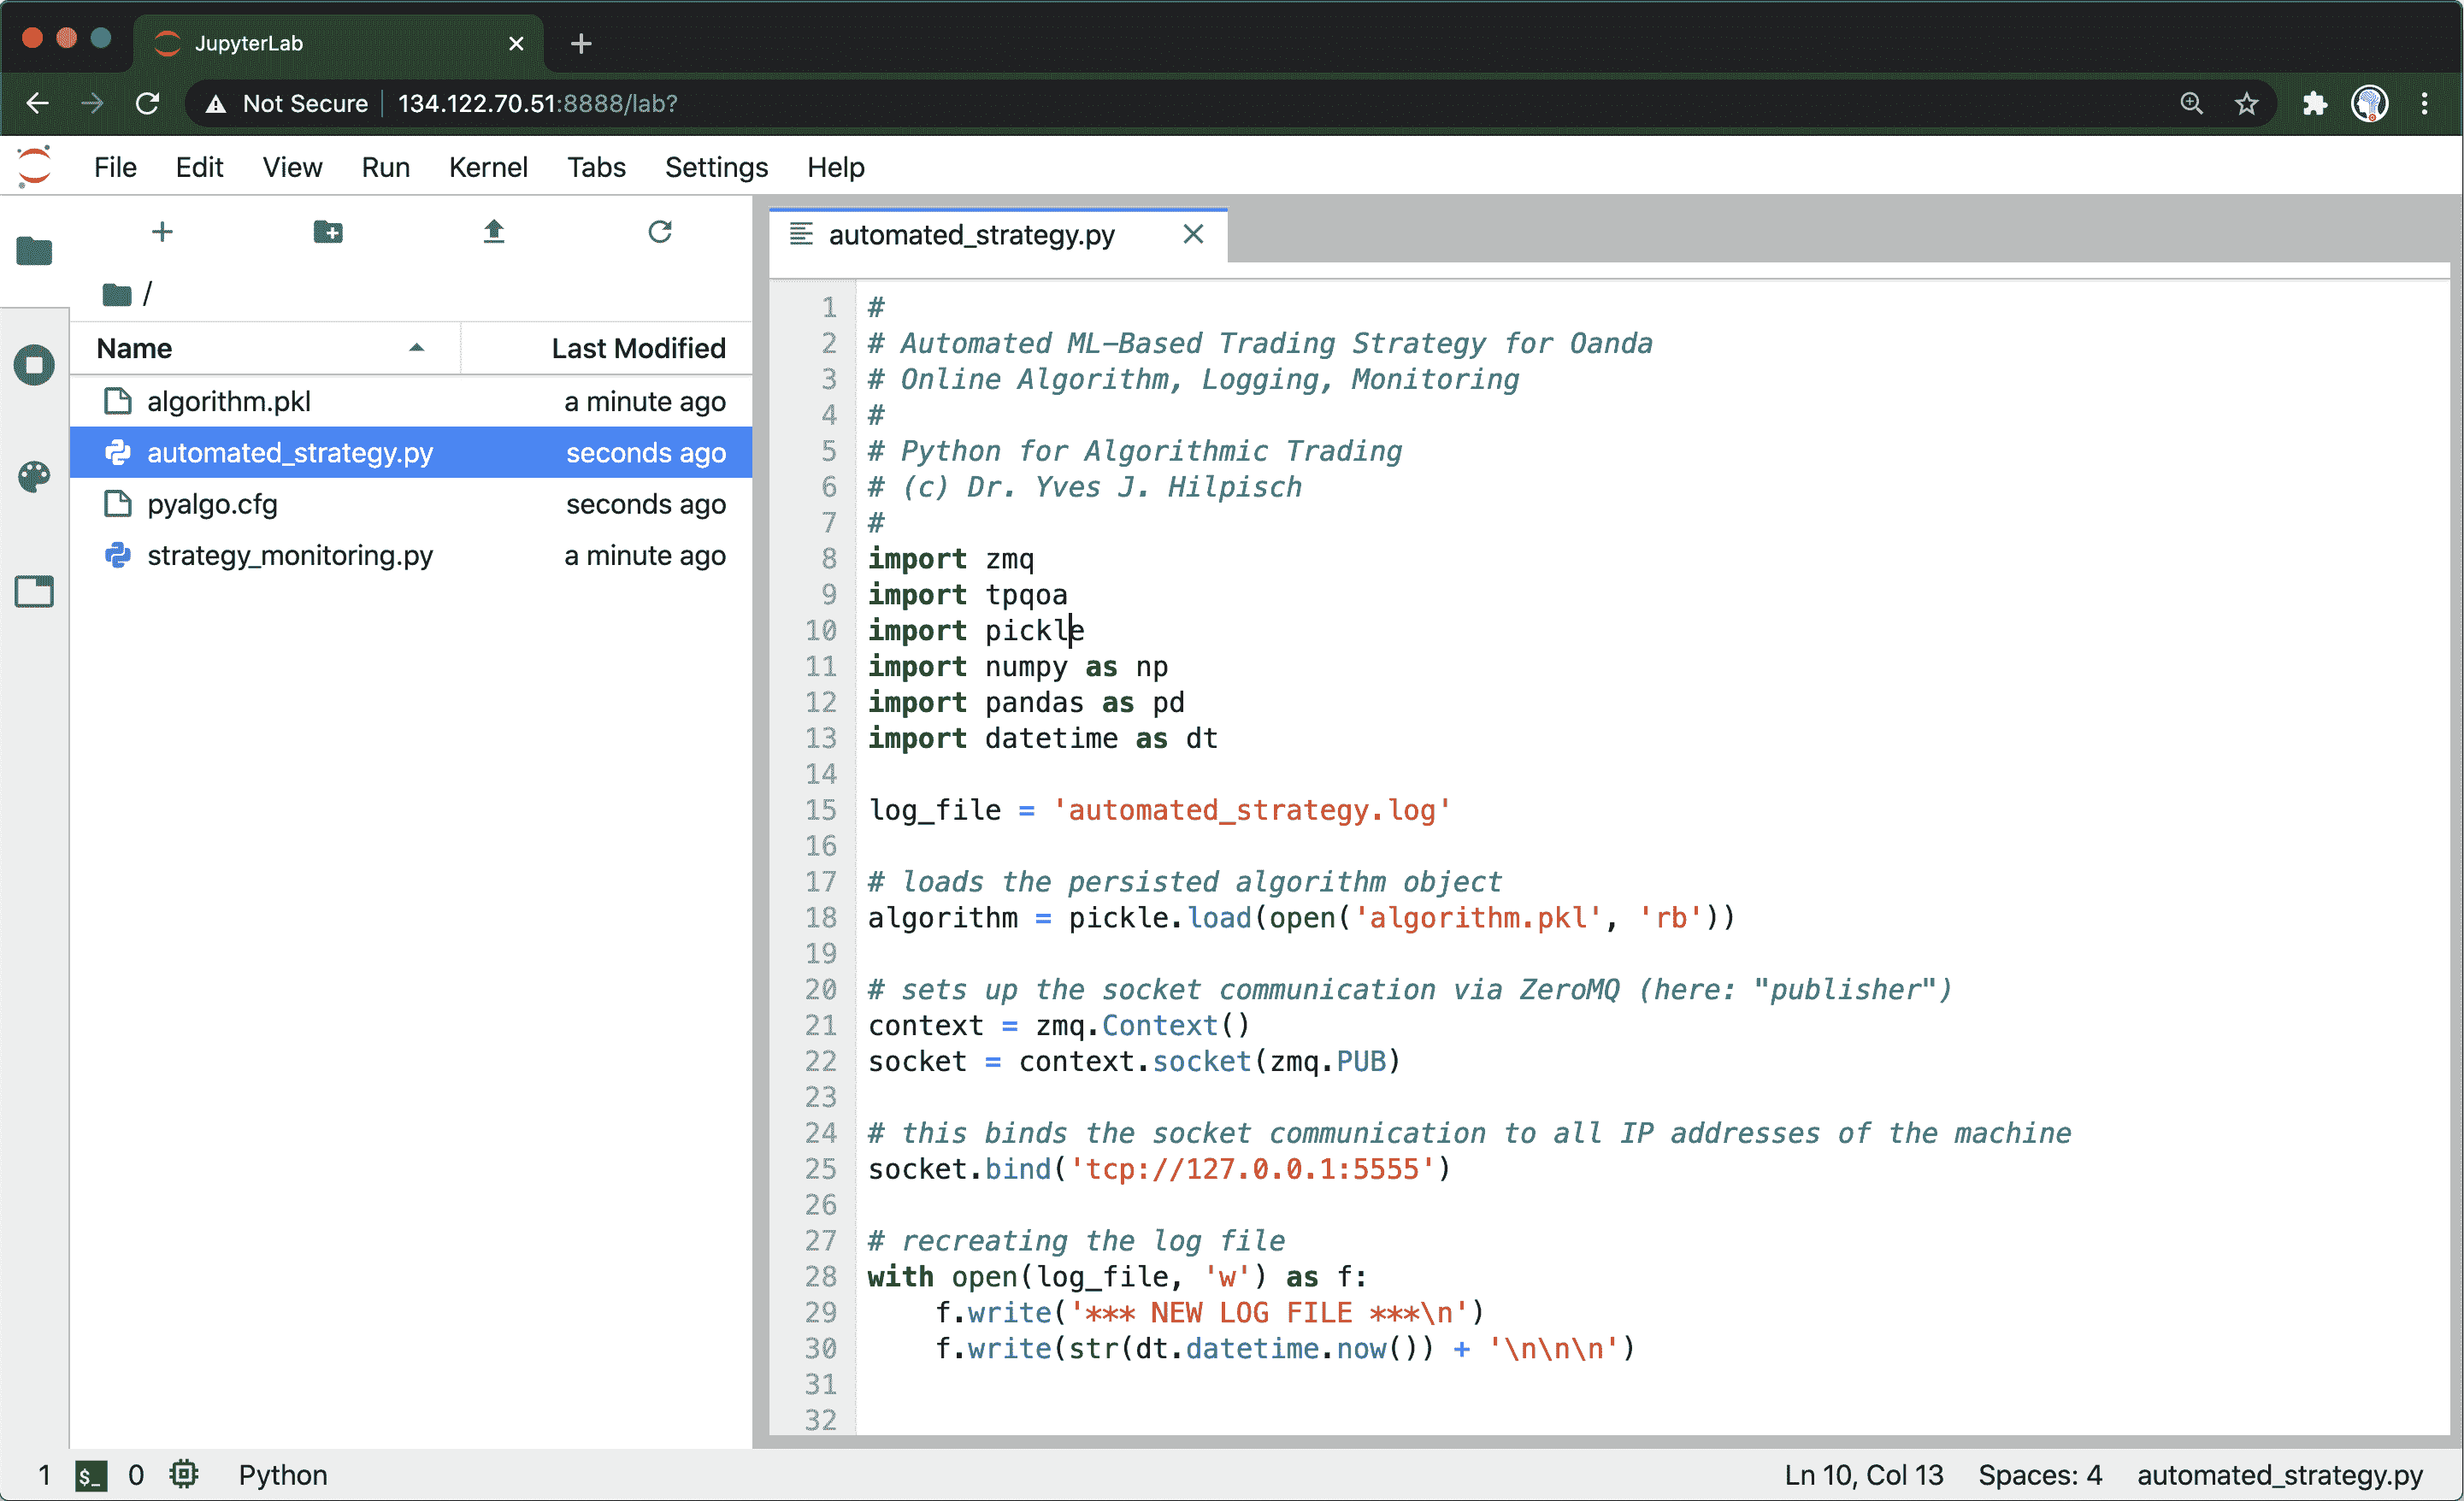 JupyterLab
Not Secure 134.122.70.51:8888/lab?
File Edit View Run Kernel Tabs Settings Help
/
Name Last Modified
algorithm.pkl a minute ago
automated_strategy.py seconds ago
pyalgo.cfg seconds ago
strategy_monitoring.py a minute ago
automated_strategy.py
1 #
2 # Automated ML-Based Trading Strategy for Oanda
3 # Online Algorithm, Logging, Monitoring
4 #
5 # Python for Algorithmic Trading
6 # (c) Dr. Yves J. Hilpisch
7 #
8 import zmq
9 import tpqoa
10 import pickle
11 import numpy as np
12 import pandas as pd
13 import datetime as dt
14
15 log_file = 'automated_strategy.log'
16
17 # loads the persisted algorithm object
18 algorithm = pickle.load(open('algorithm.pkl', 'rb'))
19
20 # sets up the socket communication via ZeroMQ (here: "publisher")
21 context = zmq.Context()
22 socket = context.socket(zmq.PUB)
23
24 # this binds the socket communication to all IP addresses of the machine
25 socket.bind('tcp://127.0.0.1:5555')
26
27 # recreating the log file
28 with open(log_file, 'w') as f:
29     f.write('*** NEW LOG FILE ***\n')
30     f.write(str(dt.datetime.now()) + '\n\n\n')
31
32
1 $_ 0 Python Ln 10, Col 13 Spaces: 4 automated_strategy.py